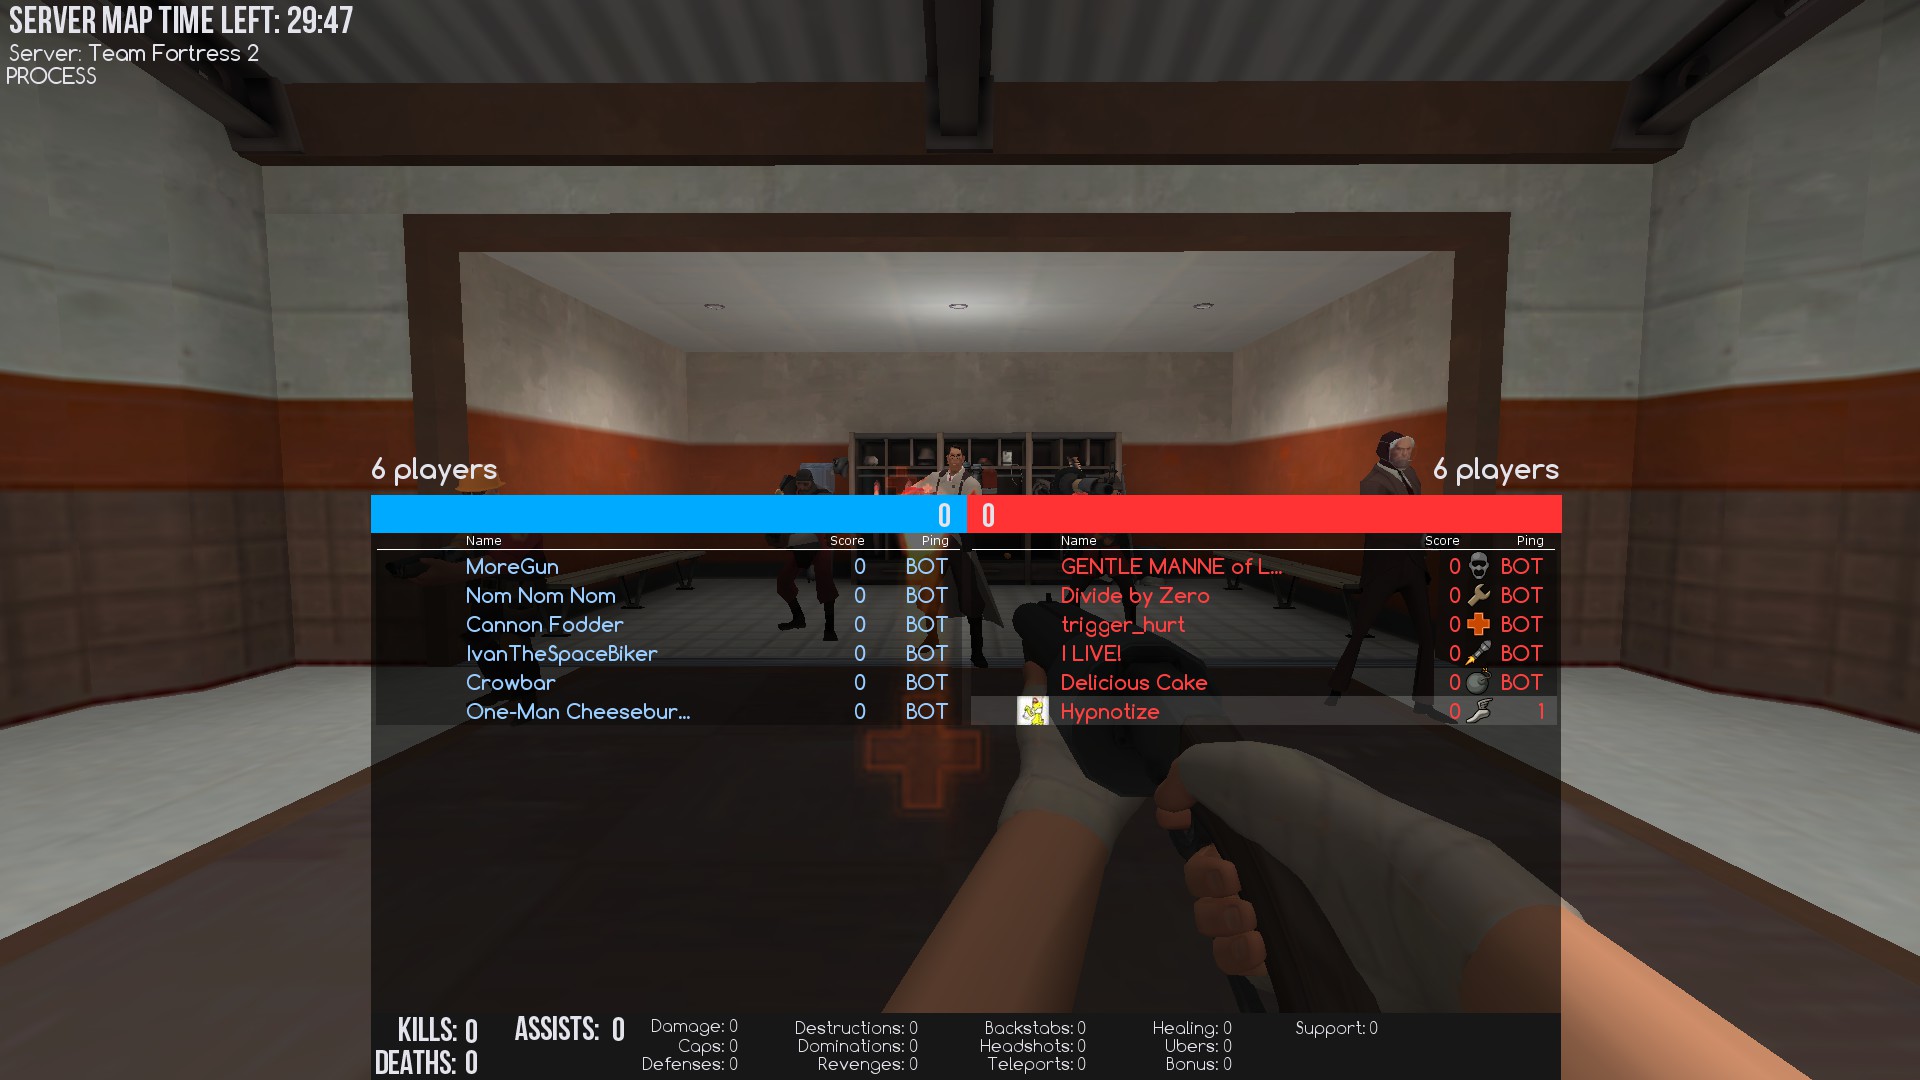 SERVER MAP TIME LEFT: 29:47
Server: Team Fortress 2
PROCESS
6 players
6 players
0 0
Name Score Ping
MoreGun 0 BOT
Nom Nom Nom 0 BOT
Cannon Fodder 0 BOT
IvanTheSpaceBiker 0 BOT
Crowbar 0 BOT
One-Man Cheesebur... 0 BOT
Name Score Ping
GENTLE MANNE of L... 0 BOT
Divide by Zero 0 BOT
trigger_hurt 0 BOT
I LIVE! 0 BOT
Delicious Cake 0 BOT
Hypnotize 0 1
KILLS: 0
DEATHS: 0
ASSISTS: 0
Damage: 0
Caps: 0
Defenses: 0
Destructions: 0
Dominations: 0
Revenges: 0
Backstabs: 0
Headshots: 0
Teleports: 0
Healing: 0
Ubers: 0
Bonus: 0
Support: 0